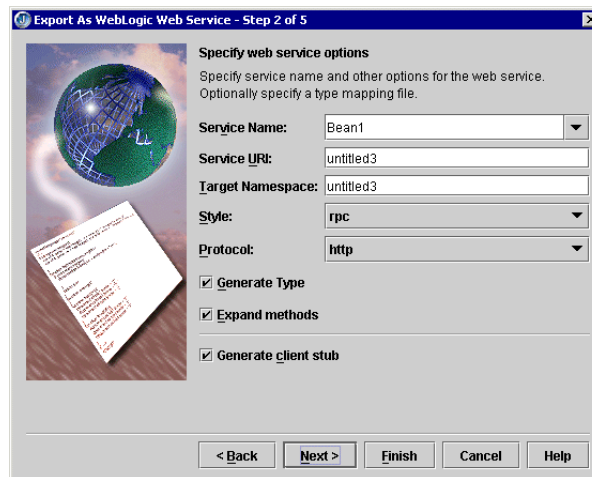 Export As WebLogic Web Service - Step 2 of 5
Specify web service options
Specify service name and other options for the web service.
Optionally specify a type mapping file.
Service Name: Bean1
Service URI: untitled3
Target Namespace: untitled3
Style: rpc
Protocol: http
Generate Type
Expand methods
Generate client stub
< Back Next > Finish Cancel Help